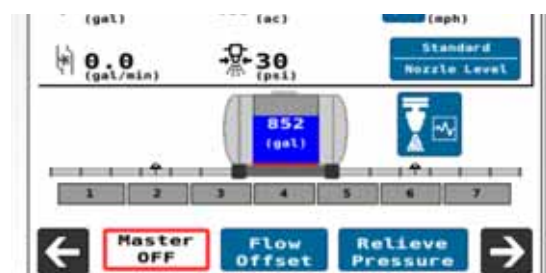 (gal) (ac) (mph)
0.0 30 Standard
(gal/min) (psi) Nozzle Level
852
(gal)
1 2 3 4 5 6 7
Master Flow Relieve
OFF Offset Pressure